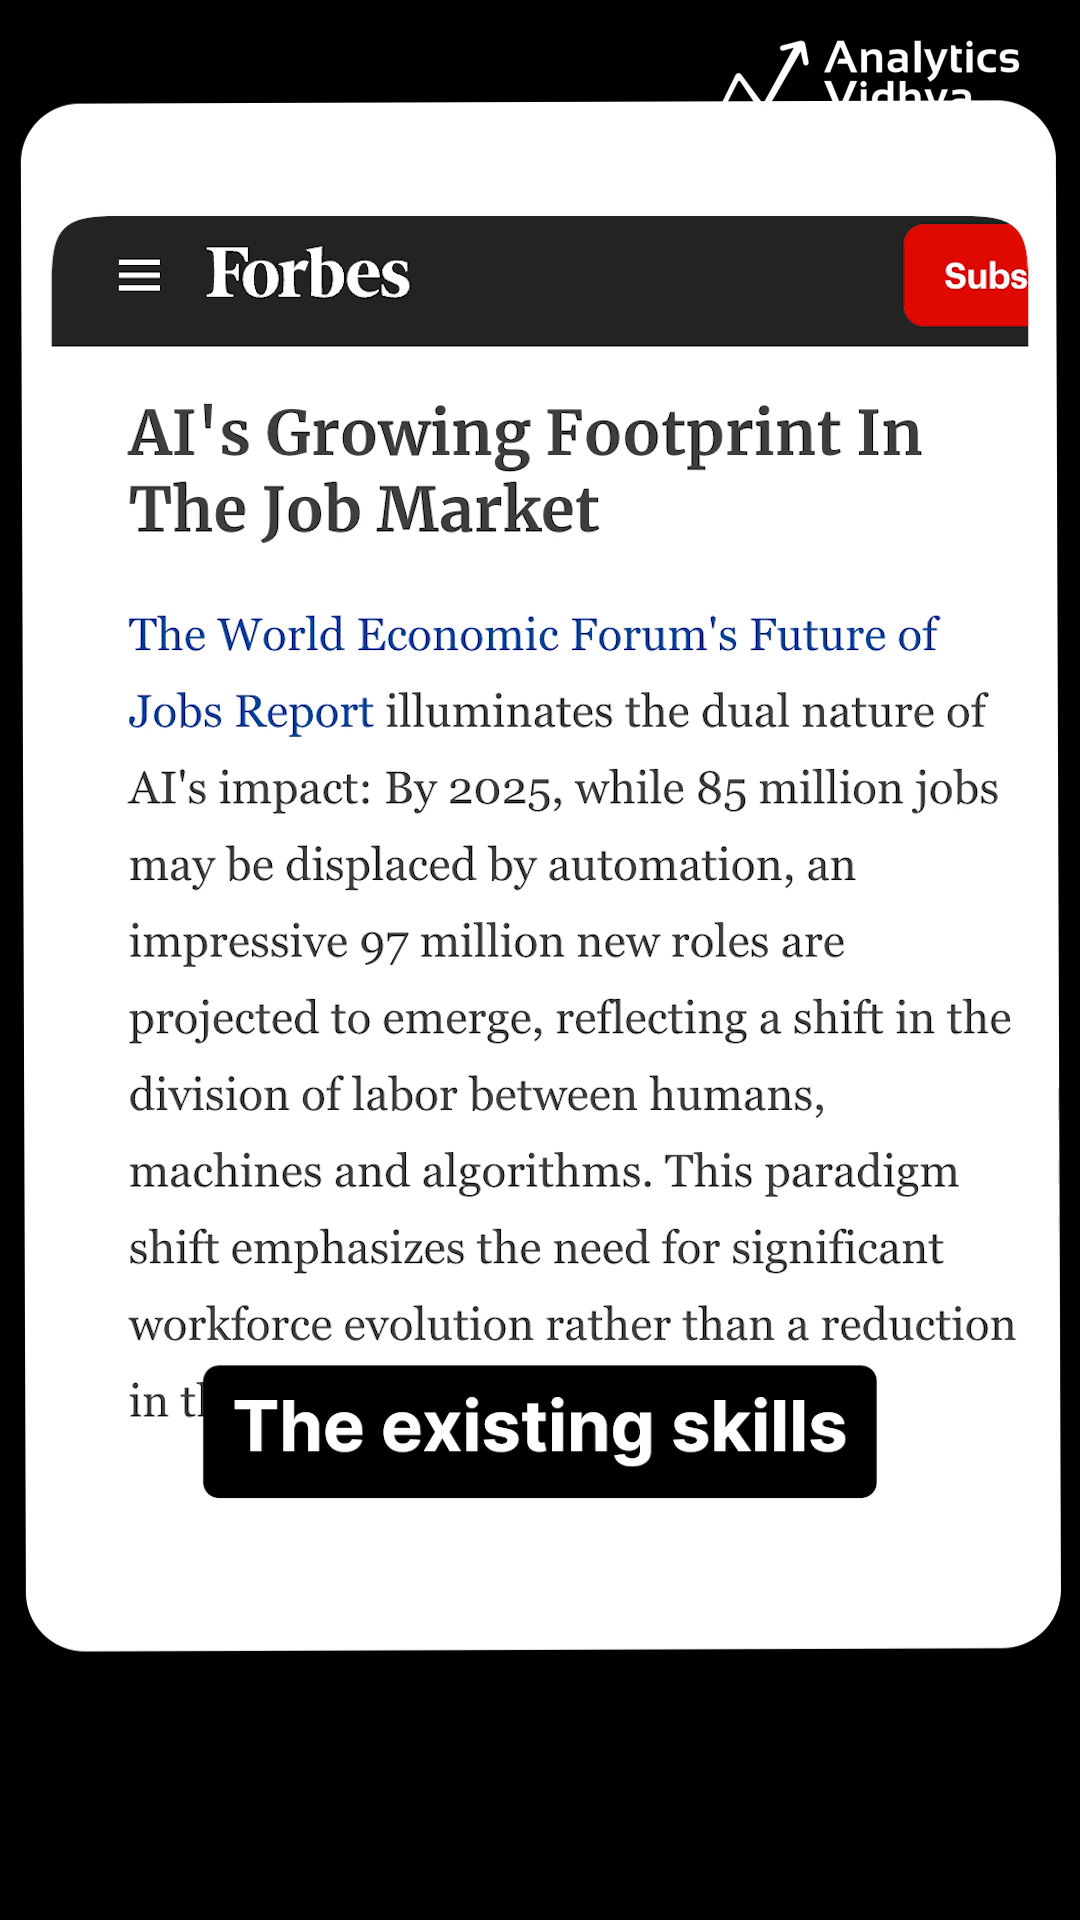 Analytics
Vidhya
Forbes
Subs
AI's Growing Footprint In
The Job Market
The World Economic Forum's Future of
Jobs Report illuminates the dual nature of
AI's impact: By 2025, while 85 million jobs
may be displaced by automation, an
impressive 97 million new roles are
projected to emerge, reflecting a shift in the
division of labor between humans,
machines and algorithms. This paradigm
shift emphasizes the need for significant
workforce evolution rather than a reduction
in
The existing skills